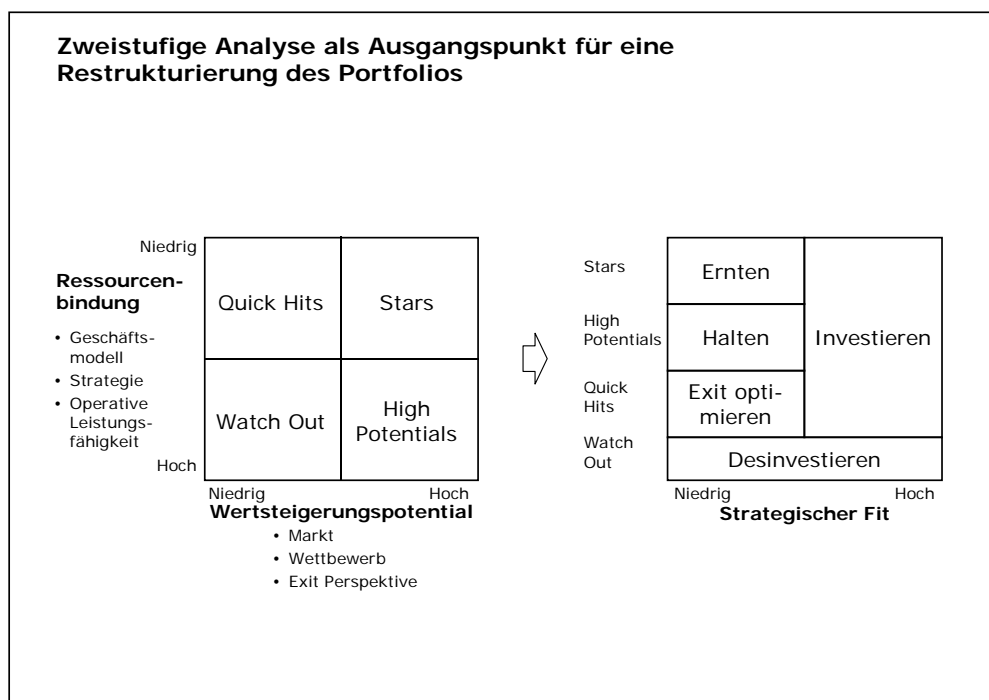 Zweistufige Analyse als Ausgangspunkt für eine
Restrukturierung des Portfolios
Niedrig
Ressourcen-
bindung
• Geschäfts-
modell
• Strategie
• Operative
Leistungs-
fähigkeit
Hoch
Quick Hits
Stars
Watch Out
High
Potentials
Niedrig
Hoch
Wertsteigerungspotential
• Markt
• Wettbewerb
• Exit Perspektive
Stars
High
Potentials
Quick
Hits
Watch
Out
Ernten
Halten
Exit opti-
mieren
Investieren
Desinvestieren
Niedrig
Hoch
Strategischer Fit